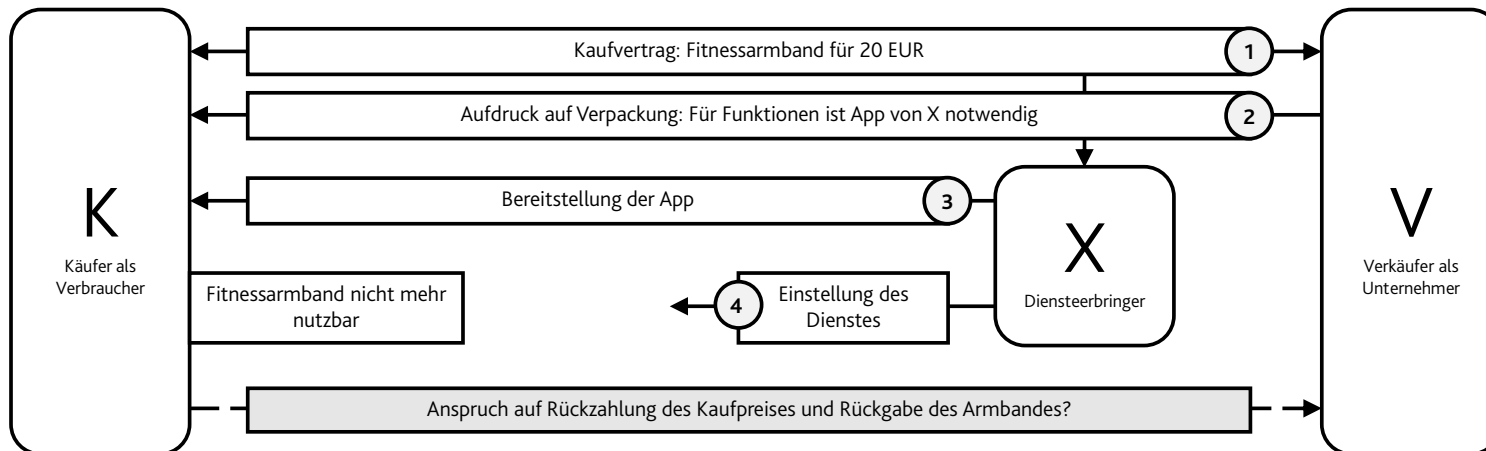 Kaufvertrag: Fitnessarmband für 20 EUR
1
Aufdruck auf Verpackung: Für Funktionen ist App von X notwendig
2
Bereitstellung der App
3
K
Käufer als
Verbraucher
X
Diensteerbringer
V
Verkäufer als
Unternehmer
Fitnessarmband nicht mehr
nutzbar
4
Einstellung des
Dienstes
Anspruch auf Rückzahlung des Kaufpreises und Rückgabe des Armbandes?